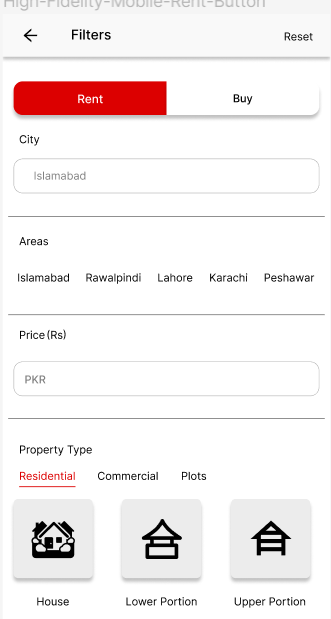 High-Fidelity-Mobile-Rent-Button
Filters Reset
Rent Buy
City
Islamabad
Areas
Islamabad Rawalpindi Lahore Karachi Peshawar
Price (Rs)
PKR
Property Type
Residential Commercial Plots
House Lower Portion Upper Portion